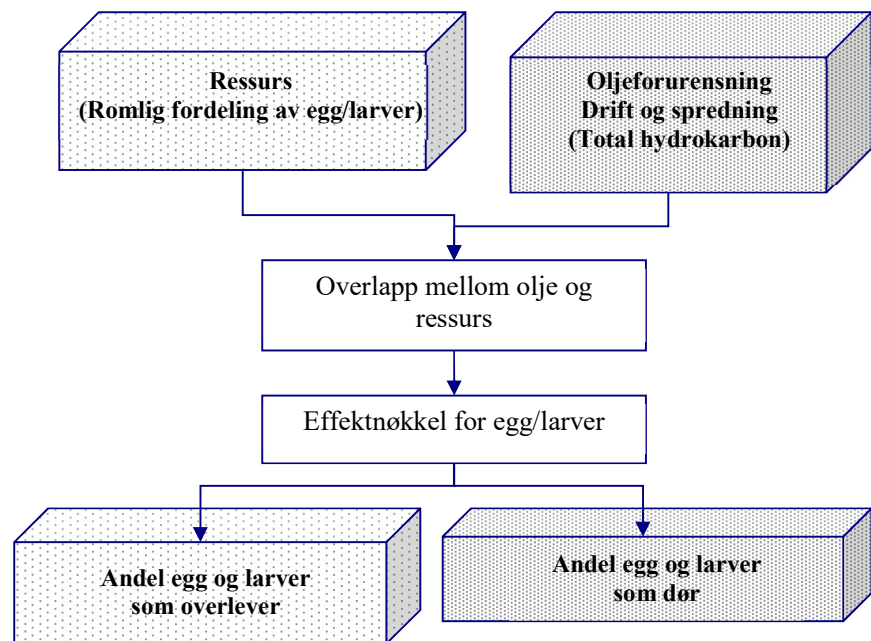 Ressurs
(Romlig fordeling av egg/larver)
Oljeforurensning
Drift og spredning
(Total hydrokarbon)
Overlapp mellom olje og
ressurs
Effektnøkkel for egg/larver
Andel egg og larver
som overlever
Andel egg og larver
som dør